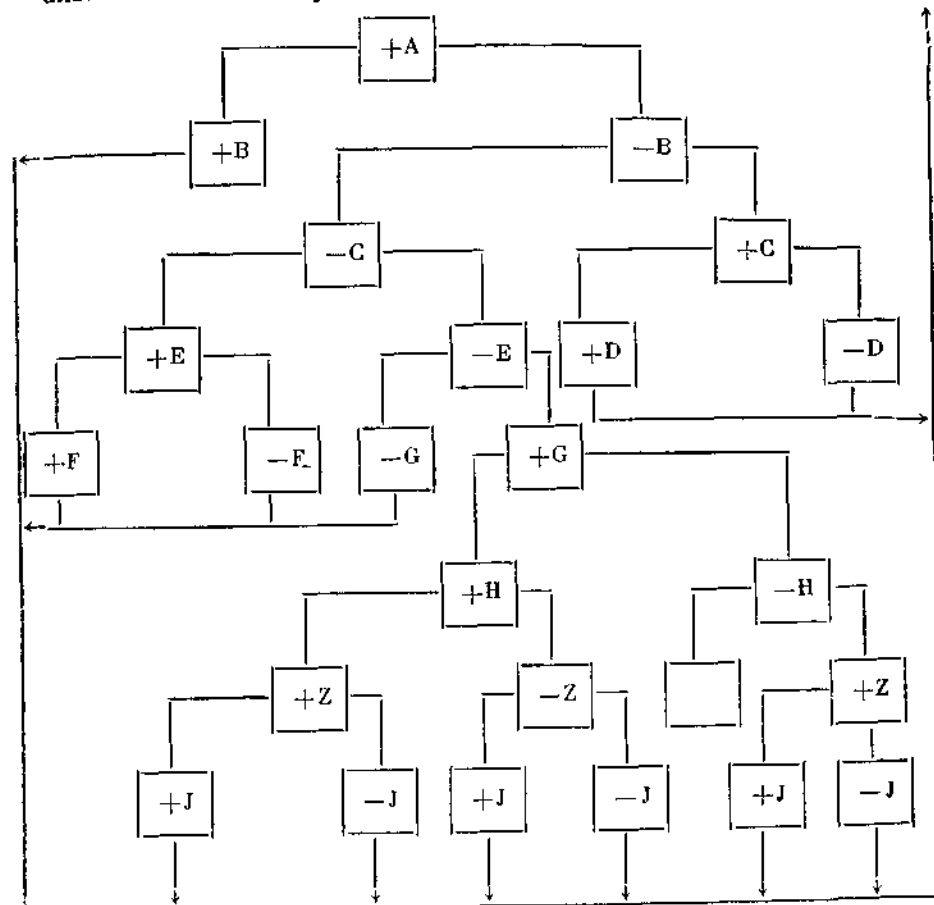 +A
+B −B
−C +C
+E −E +D −D
+F −F −G +G
+H −H
+Z −Z +Z
+J −J +J −J +J −J